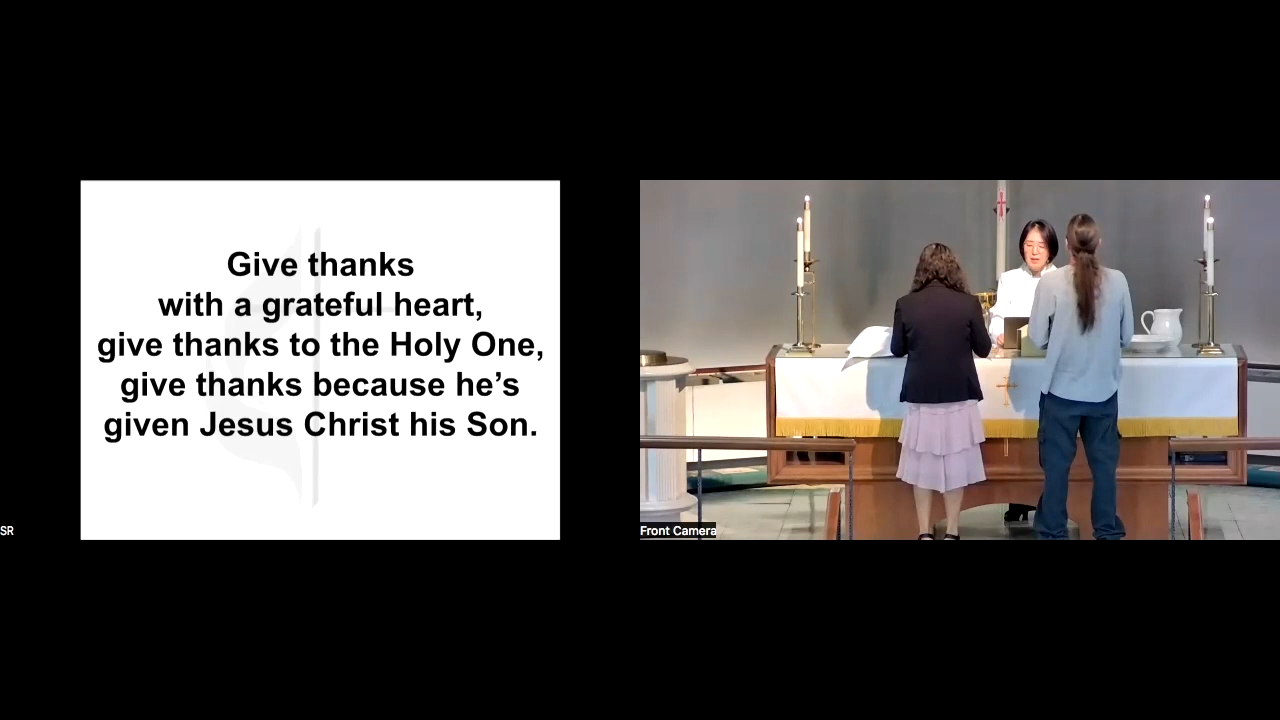 Give thanks
with a grateful heart,
give thanks to the Holy One,
give thanks because he’s
given Jesus Christ his Son.
SR
Front Camera